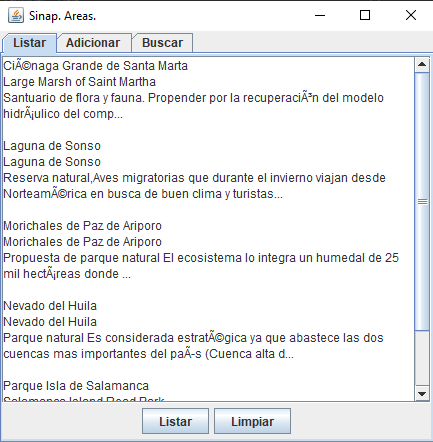 Sinap. Areas.
Listar Adicionar Buscar
CiÃ©naga Grande de Santa Marta
Large Marsh of Saint Martha
Santuario de flora y fauna. Propender por la recuperaciÃ³n del modelo
hidrÃ¡ulico del comp...
Laguna de Sonso
Laguna de Sonso
Reserva natural,Aves migratorias que durante el invierno viajan desde
NorteamÃ©rica en busca de buen clima y turistas...
Morichales de Paz de Ariporo
Morichales de Paz de Ariporo
Propuesta de parque natural El ecosistema lo integra un humedal de 25
mil hectÃ¡reas donde ...
Nevado del Huila
Nevado del Huila
Parque natural Es considerada estratÃ©gica ya que abastece las dos
cuencas mas importantes del paÃ-s (Cuenca alta d...
Parque Isla de Salamanca
Salamanca Island Road Park
Listar Limpiar